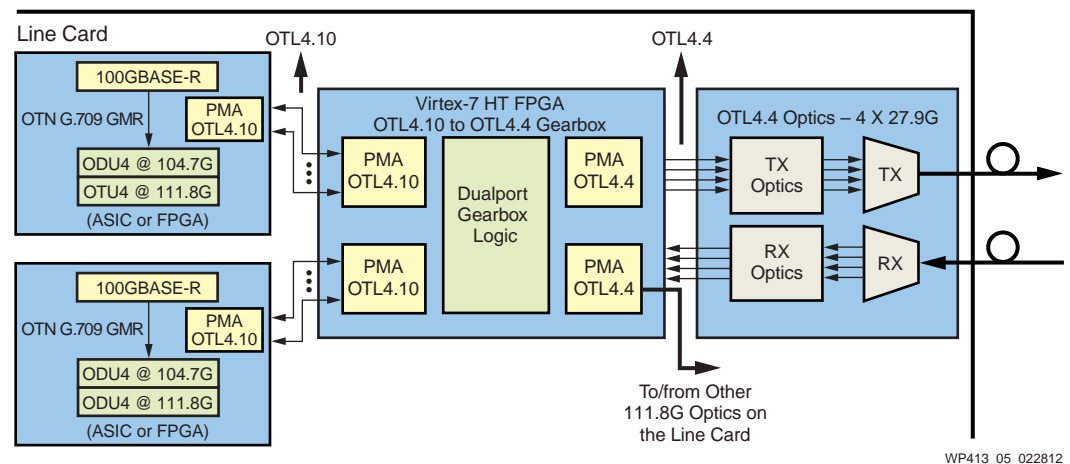 Line Card
OTL4.10
OTL4.4
100GBASE-R
PMA
OTL4.10
OTN G.709 GMR
ODU4 @ 104.7G
OTU4 @ 111.8G
(ASIC or FPGA)
100GBASE-R
PMA
OTL4.10
OTN G.709 GMR
ODU4 @ 104.7G
ODU4 @ 111.8G
(ASIC or FPGA)
Virtex-7 HT FPGA
OTL4.10 to OTL4.4 Gearbox
PMA
OTL4.10
PMA
OTL4.10
Dualport
Gearbox
Logic
PMA
OTL4.4
PMA
OTL4.4
OTL4.4 Optics – 4 X 27.9G
TX
Optics
TX
RX
Optics
RX
To/from Other
111.8G Optics on
the Line Card
WP413_05_022812